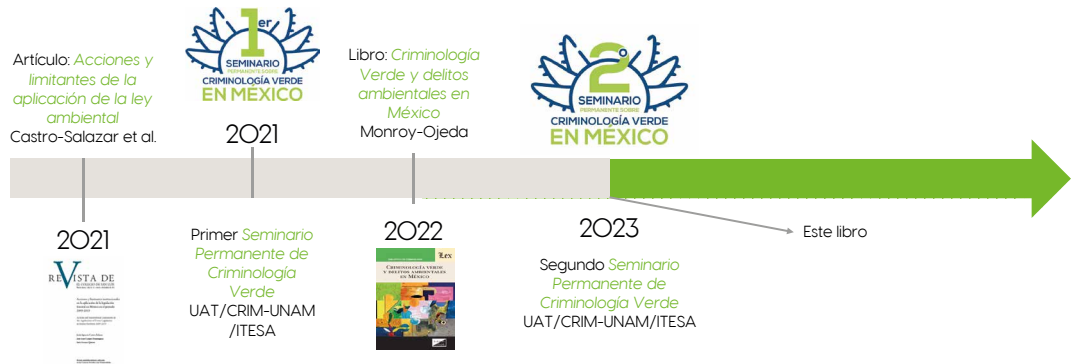 Artículo: Acciones y
limitantes de la
aplicación de la ley
ambiental
Castro-Salazar et al.
2021
REVISTA DE
1er
SEMINARIO
PERMANENTE SOBRE
CRIMINOLOGÍA VERDE
EN MÉXICO
2021
Primer Seminario
Permanente de
Criminología
Verde
UAT/CRIM-UNAM
/ITESA
Libro: Criminología
Verde y delitos
ambientales en
México
Monroy-Ojeda
2022
Lex
CRIMINOLOGÍA VERDE
Y DELITOS AMBIENTALES
EN MÉXICO
2º
SEMINARIO
PERMANENTE SOBRE
CRIMINOLOGÍA VERDE
EN MÉXICO
2023
Segundo Seminario
Permanente de
Criminología Verde
UAT/CRIM-UNAM/ITESA
Este libro